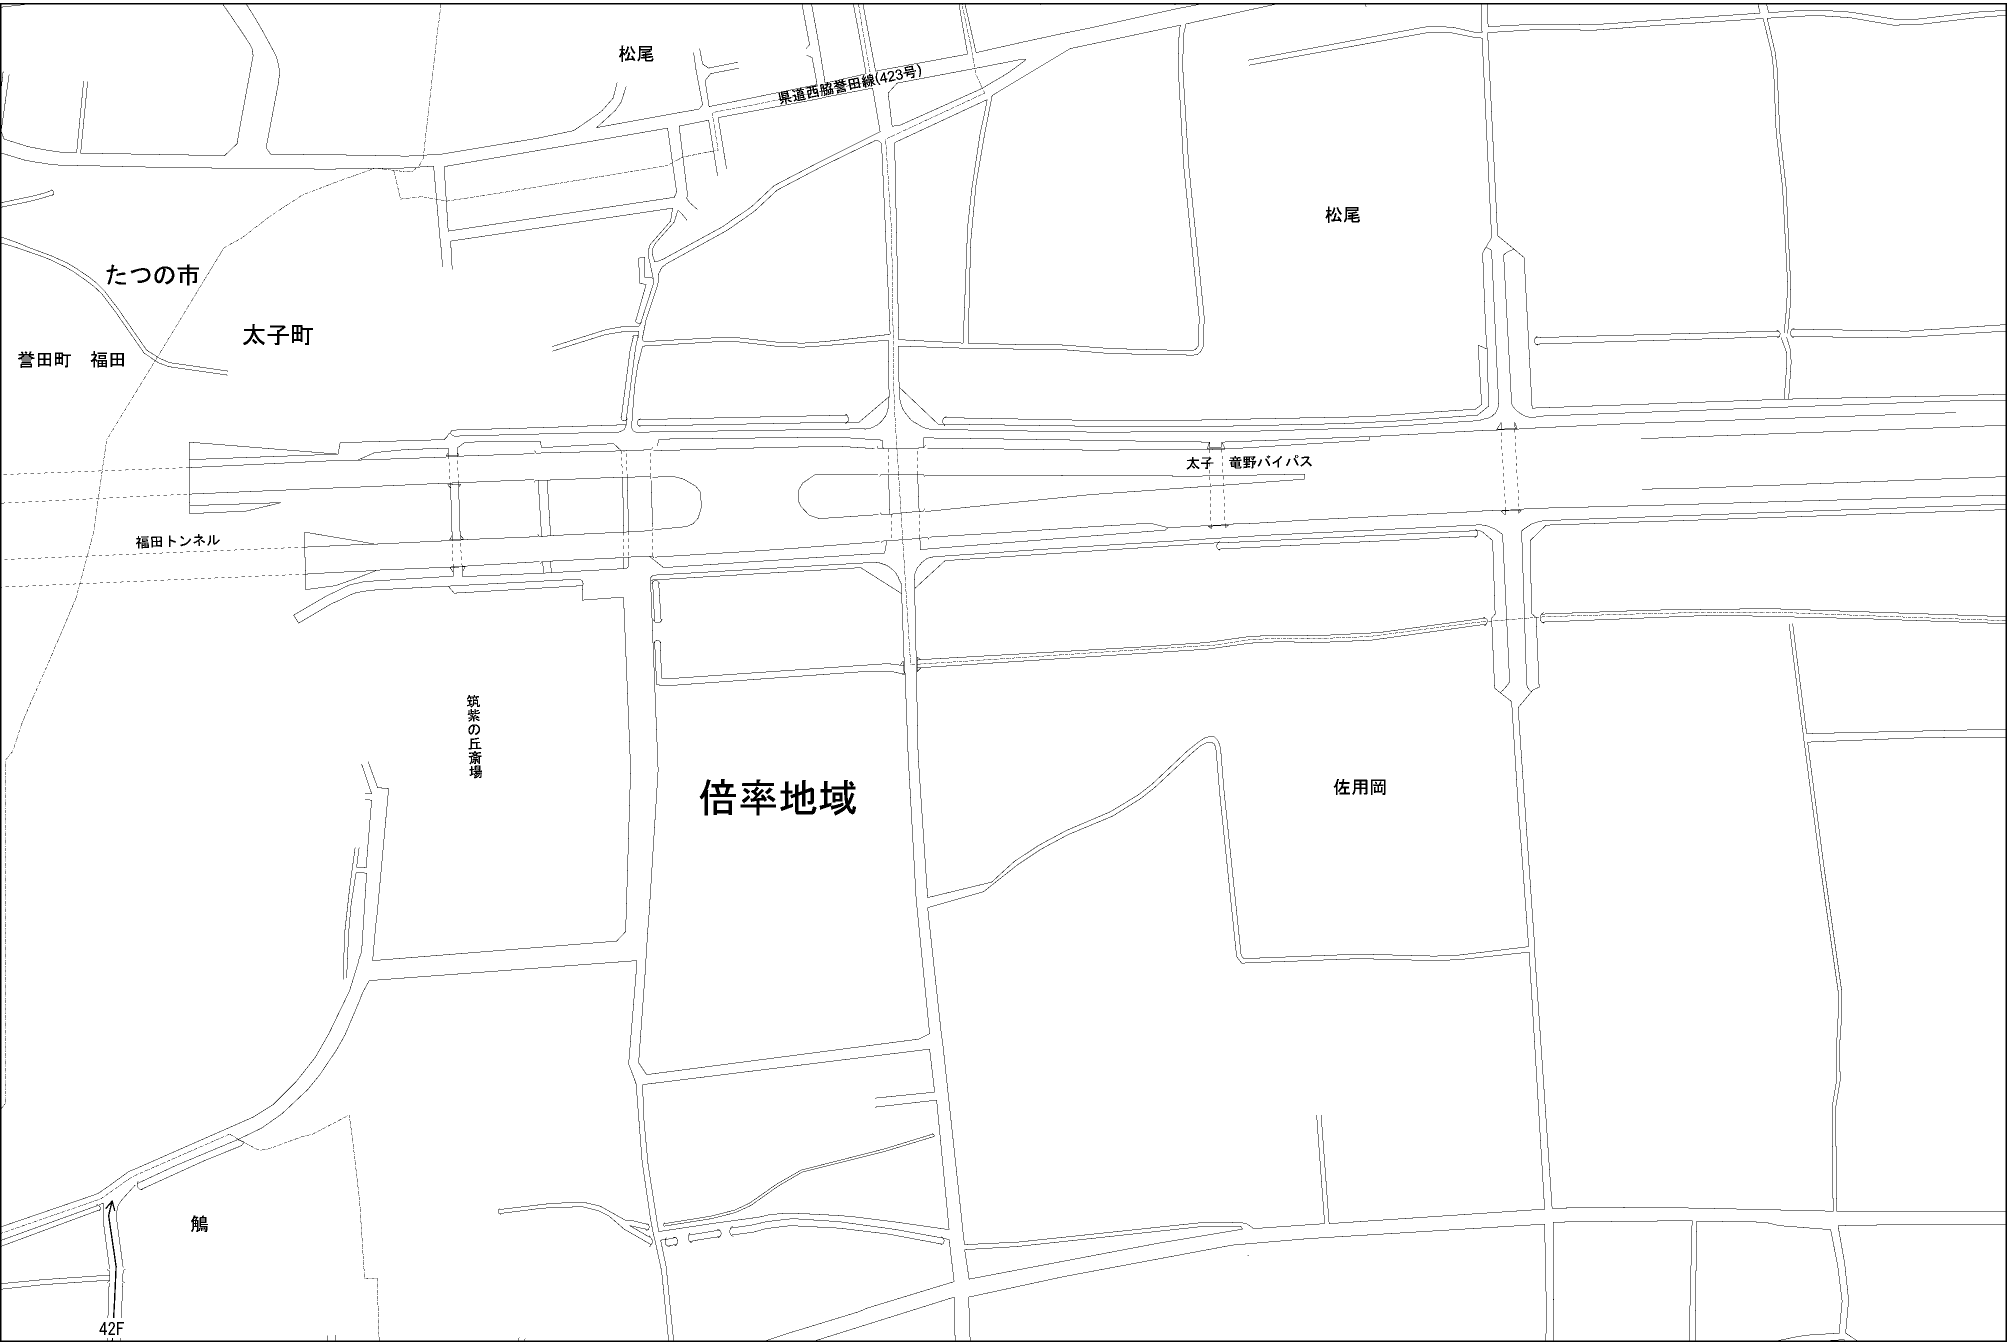 松尾
県道西脇誉田線(423号)
松尾
たつの市
太子町
誉田町　福田
太子　竜野バイパス
福田トンネル
筑紫の丘斎場
倍率地域
佐用岡
鵤
42F